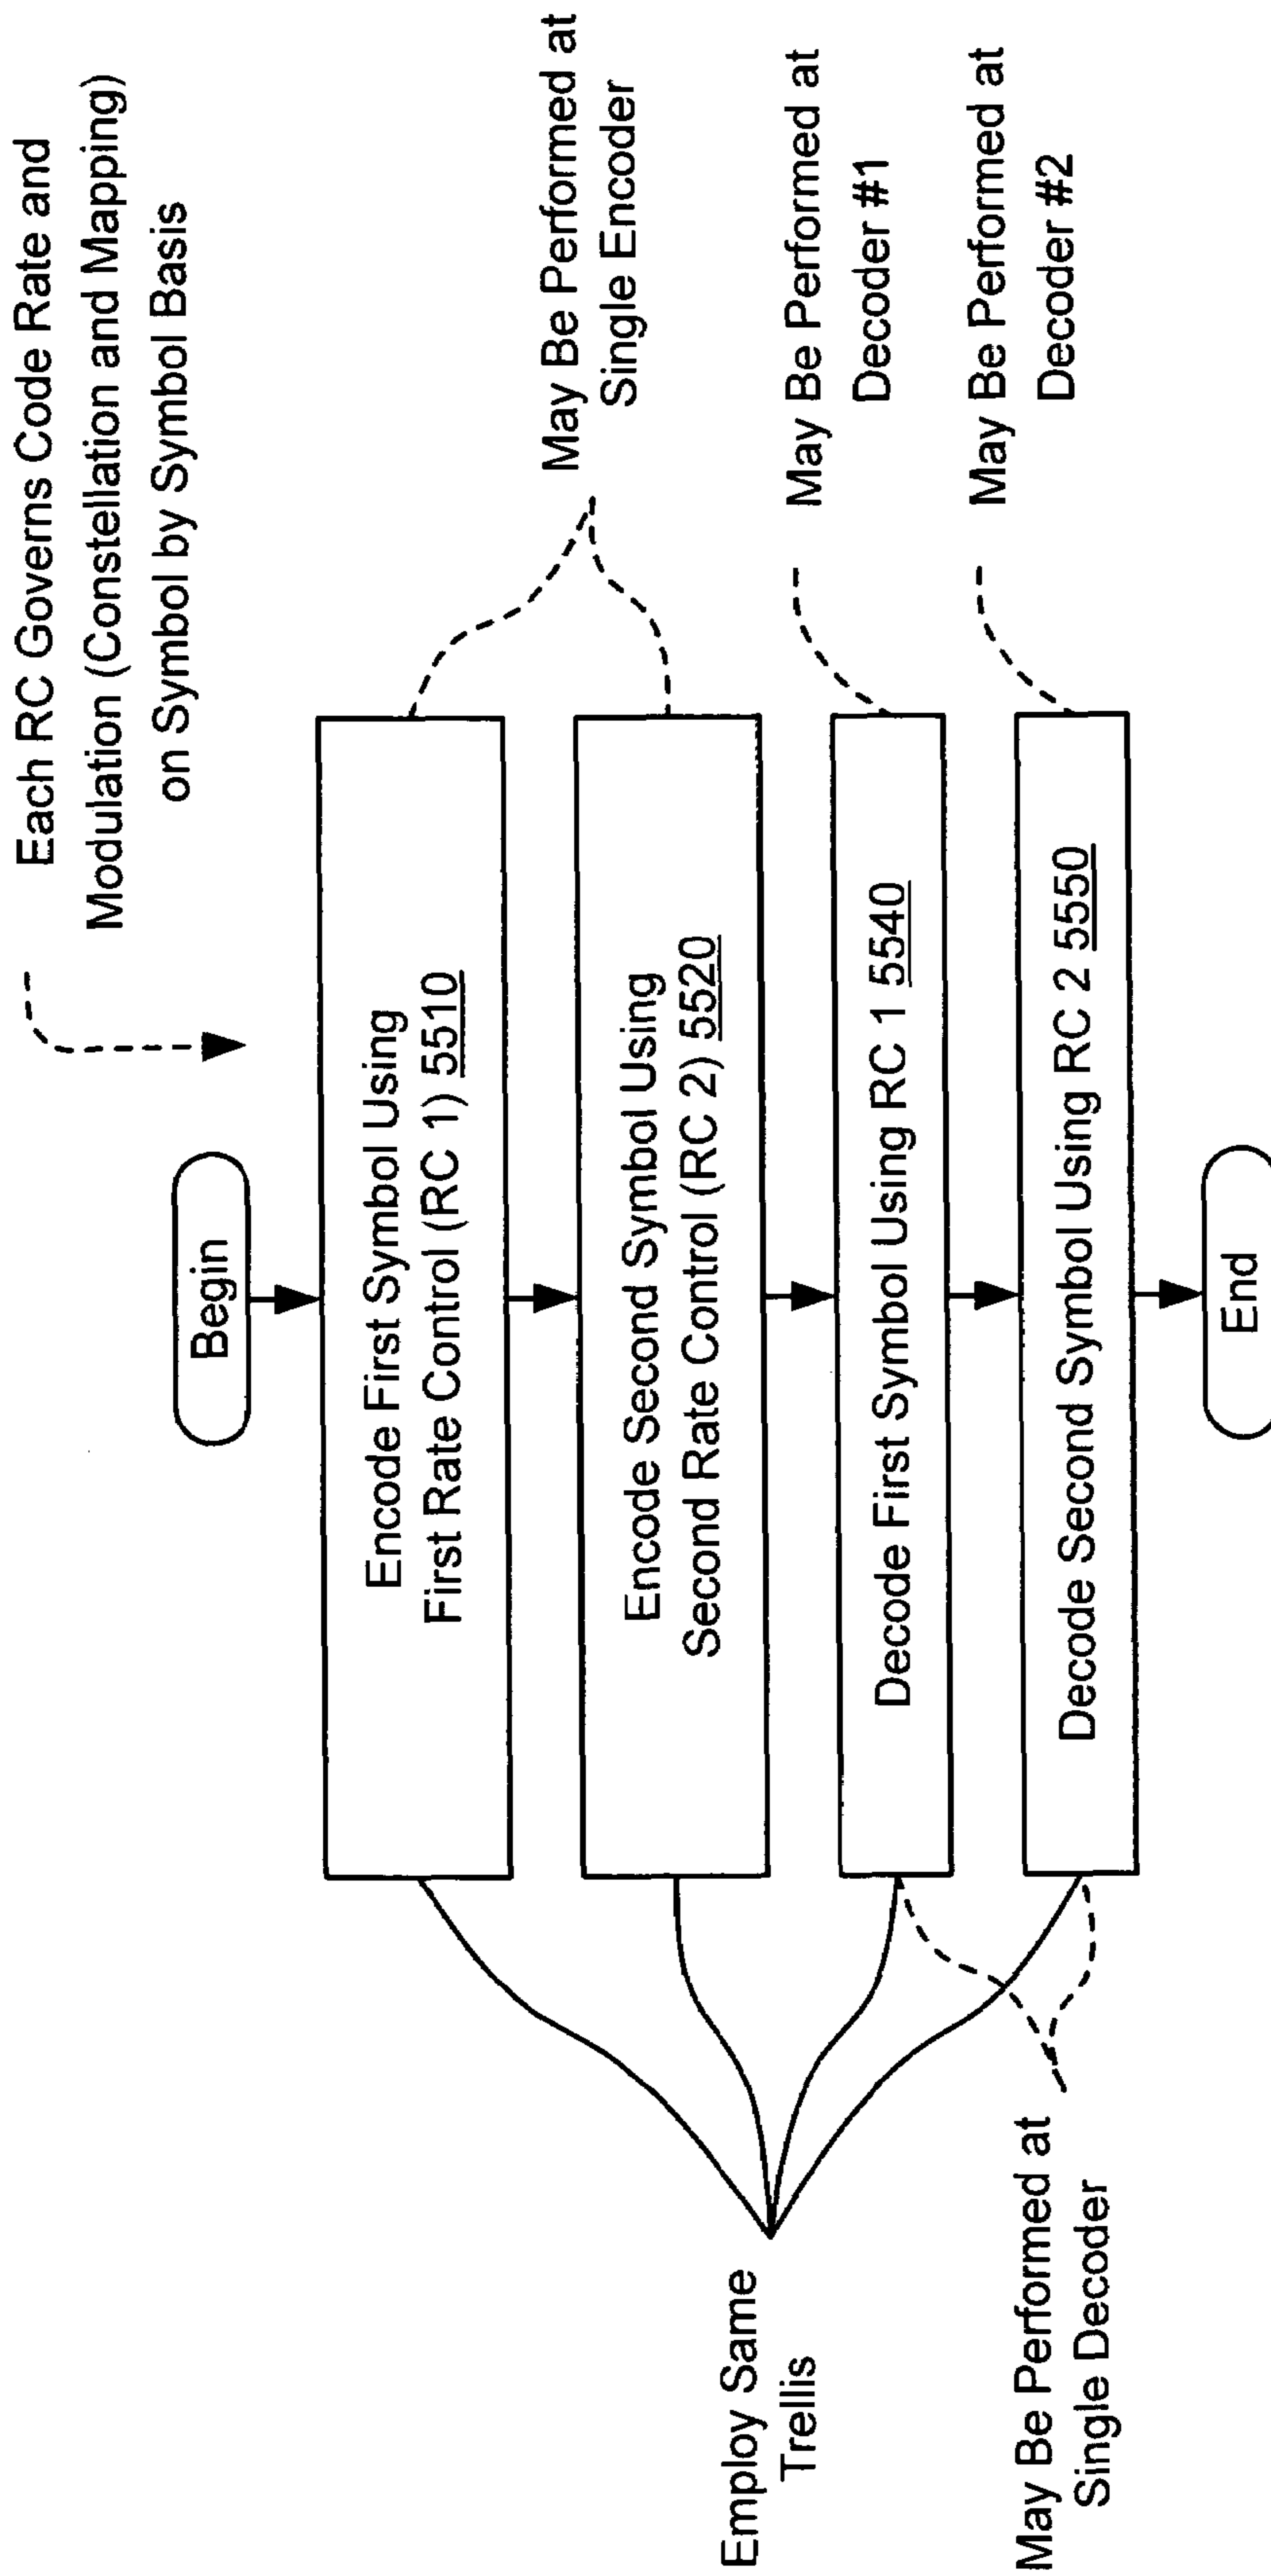 Each RC Governs Code Rate and
Modulation (Constellation and Mapping)
on Symbol by Symbol Basis
Begin
Encode First Symbol Using
First Rate Control (RC 1) 5510
May Be Performed at
Single Encoder
Encode Second Symbol Using
Second Rate Control (RC 2) 5520
Employ Same
Trellis
Decode First Symbol Using RC 1 5540
May Be Performed at
Decoder #1
Decode Second Symbol Using RC 2 5550
May Be Performed at
Decoder #2
May Be Performed at
Single Decoder
End